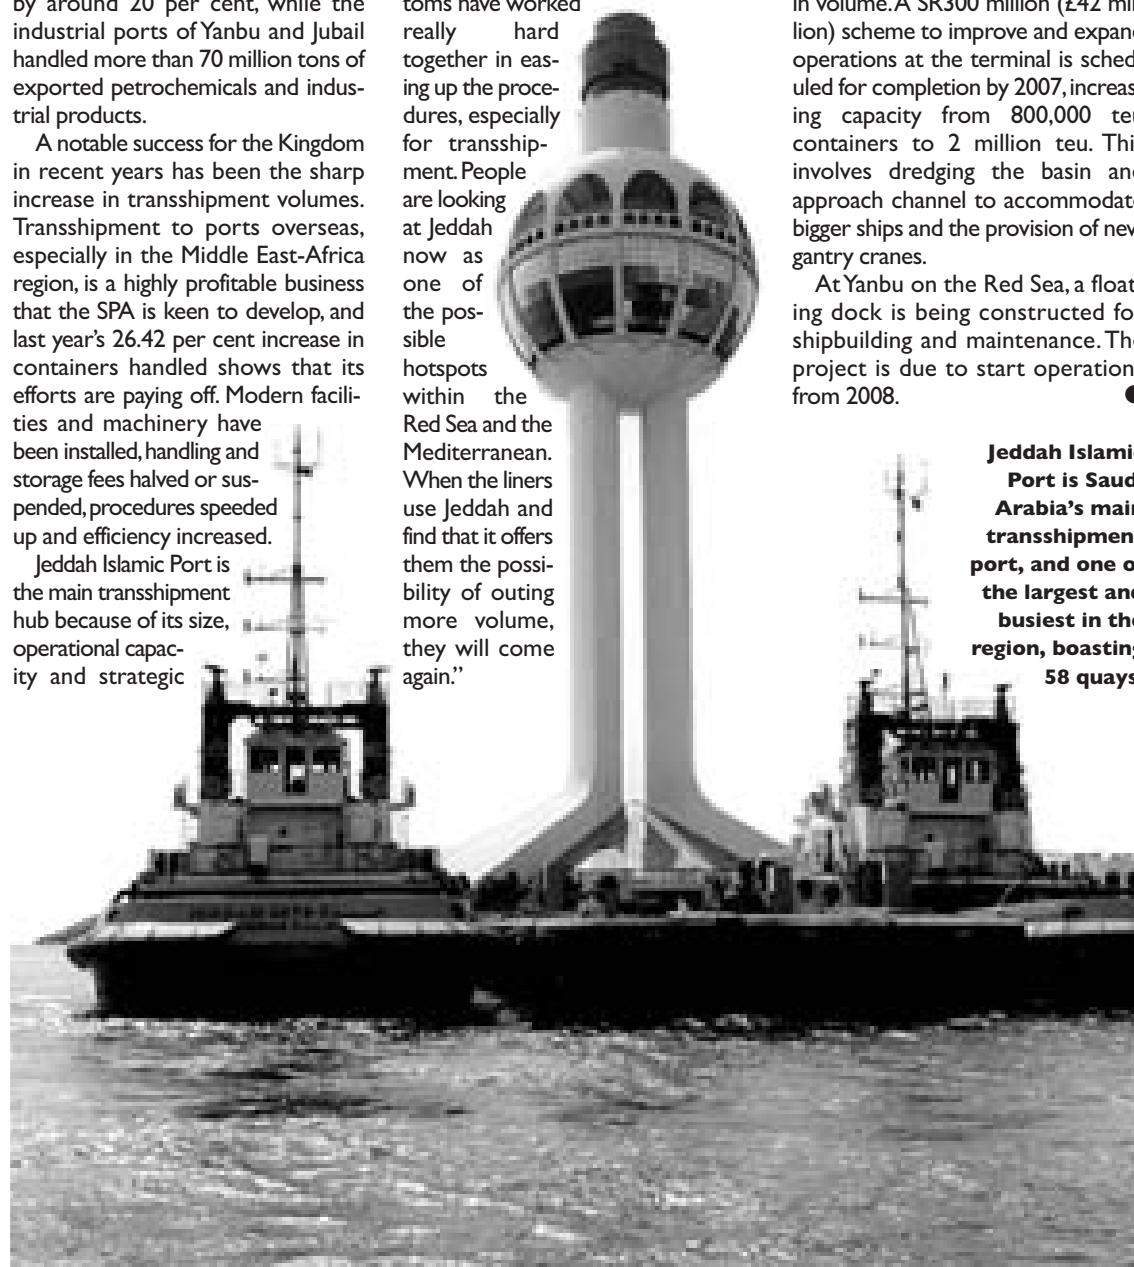 by around 20 per cent, while the
industrial ports of Yanbu and Jubail
handled more than 70 million tons of
exported petrochemicals and indus-
trial products.
A notable success for the Kingdom
in recent years has been the sharp
increase in transshipment volumes.
Transshipment to ports overseas,
especially in the Middle East-Africa
region, is a highly profitable business
that the SPA is keen to develop, and
last year’s 26.42 per cent increase in
containers handled shows that its
efforts are paying off. Modern facili-
ties and machinery have
been installed, handling and
storage fees halved or sus-
pended, procedures speeded
up and efficiency increased.
Jeddah Islamic Port is
the main transshipment
hub because of its size,
operational capac-
ity and strategic
toms have worked
really hard
together in eas-
ing up the proce-
dures, especially
for transship-
ment. People
are looking
at Jeddah
now as
one of
the pos-
sible
hotspots
within the
Red Sea and the
Mediterranean.
When the liners
use Jeddah and
find that it offers
them the possi-
bility of outing
more volume,
they will come
again.”
in volume. A SR300 million (£42 mil
lion) scheme to improve and expan
operations at the terminal is sched
uled for completion by 2007, increas
ing capacity from 800,000 teu
containers to 2 million teu. Thi
involves dredging the basin an
approach channel to accommodat
bigger ships and the provision of new
gantry cranes.
At Yanbu on the Red Sea, a float
ing dock is being constructed fo
shipbuilding and maintenance. The
project is due to start operation
from 2008.
Jeddah Islami
Port is Saud
Arabia’s main
transshipmen
port, and one o
the largest an
busiest in the
region, boasting
58 quays